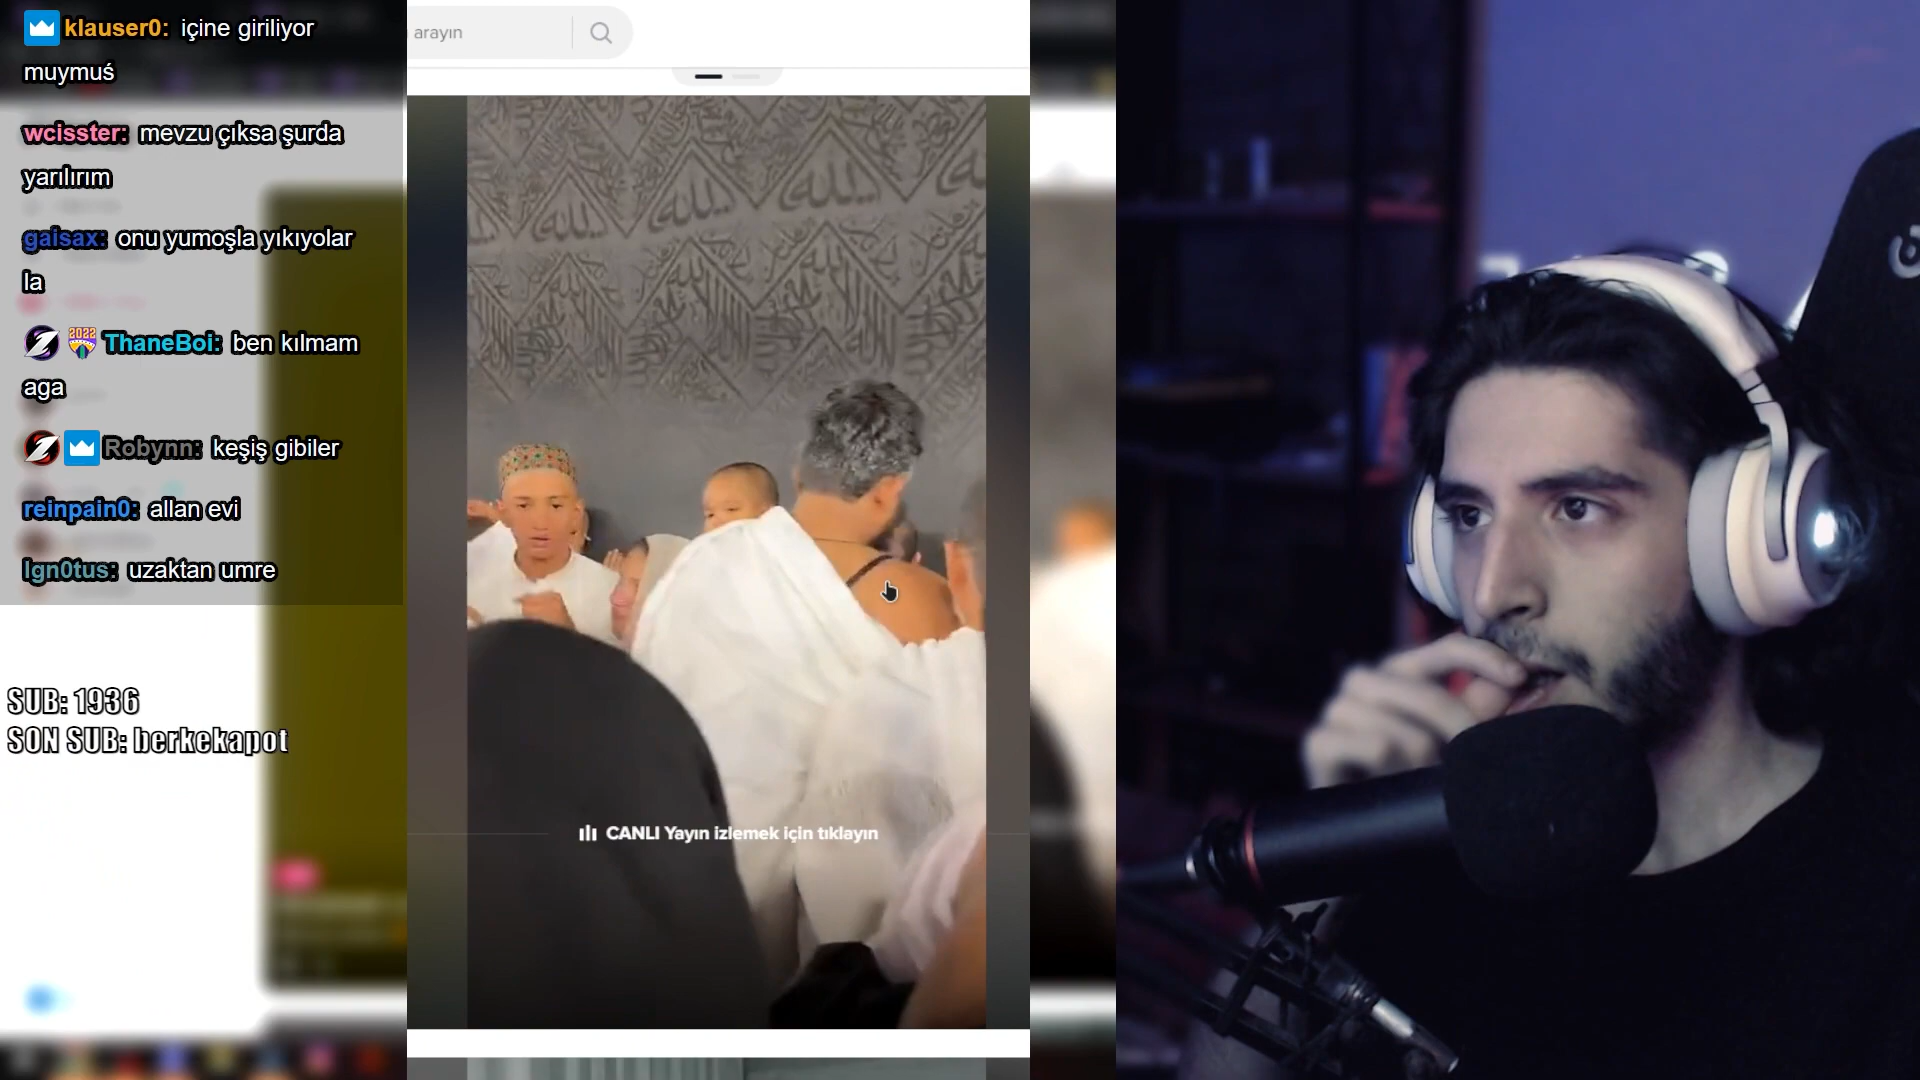 klauser0: içine giriliyor
muymuś
wcisster: mevzu çıksa şurda
yarılırım
gaisax: onu yumoşla yıkıyolar
la
2022 ThaneBoi: ben kılmam
aga
Robynn: keşiş gibiler
reinpain0: allan evi
lgn0tus: uzaktan umre
SUB: 1936
SON SUB: berkekapot
arayın
CANLI Yayın izlemek için tıklayın